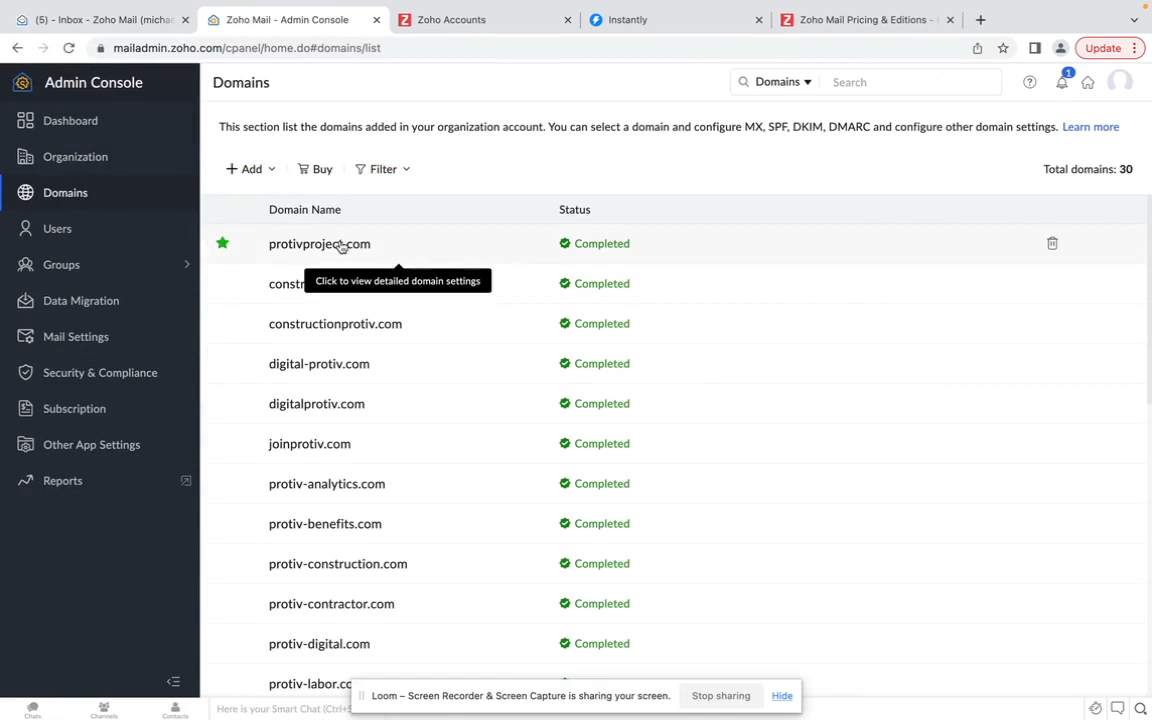 (5) - Inbox - Zoho Mail (michae
Zoho Mail - Admin Console
Zoho Accounts
Instantly
Zoho Mail Pricing & Editions -
mailadmin.zoho.com/cpanel/home.do#domains/list
Update
Admin Console
Domains
Domains
Search
1
Dashboard
Organization
Domains
Users
Groups
Data Migration
Mail Settings
Security & Compliance
Subscription
Other App Settings
Reports
This section list the domains added in your organization account. You can select a domain and configure MX, SPF, DKIM, DMARC and configure other domain settings. Learn more
Add
Buy
Filter
Total domains: 30
Domain Name Status
protivproject.com Completed
Click to view detailed domain settings
constr Completed
constructionprotiv.com Completed
digital-protiv.com Completed
digitalprotiv.com Completed
joinprotiv.com Completed
protiv-analytics.com Completed
protiv-benefits.com Completed
protiv-construction.com Completed
protiv-contractor.com Completed
protiv-digital.com Completed
protiv-labor.co
Loom – Screen Recorder & Screen Capture is sharing your screen. Stop sharing Hide
Chats Channels Contacts
Here is your Smart Chat (Ctrl+S